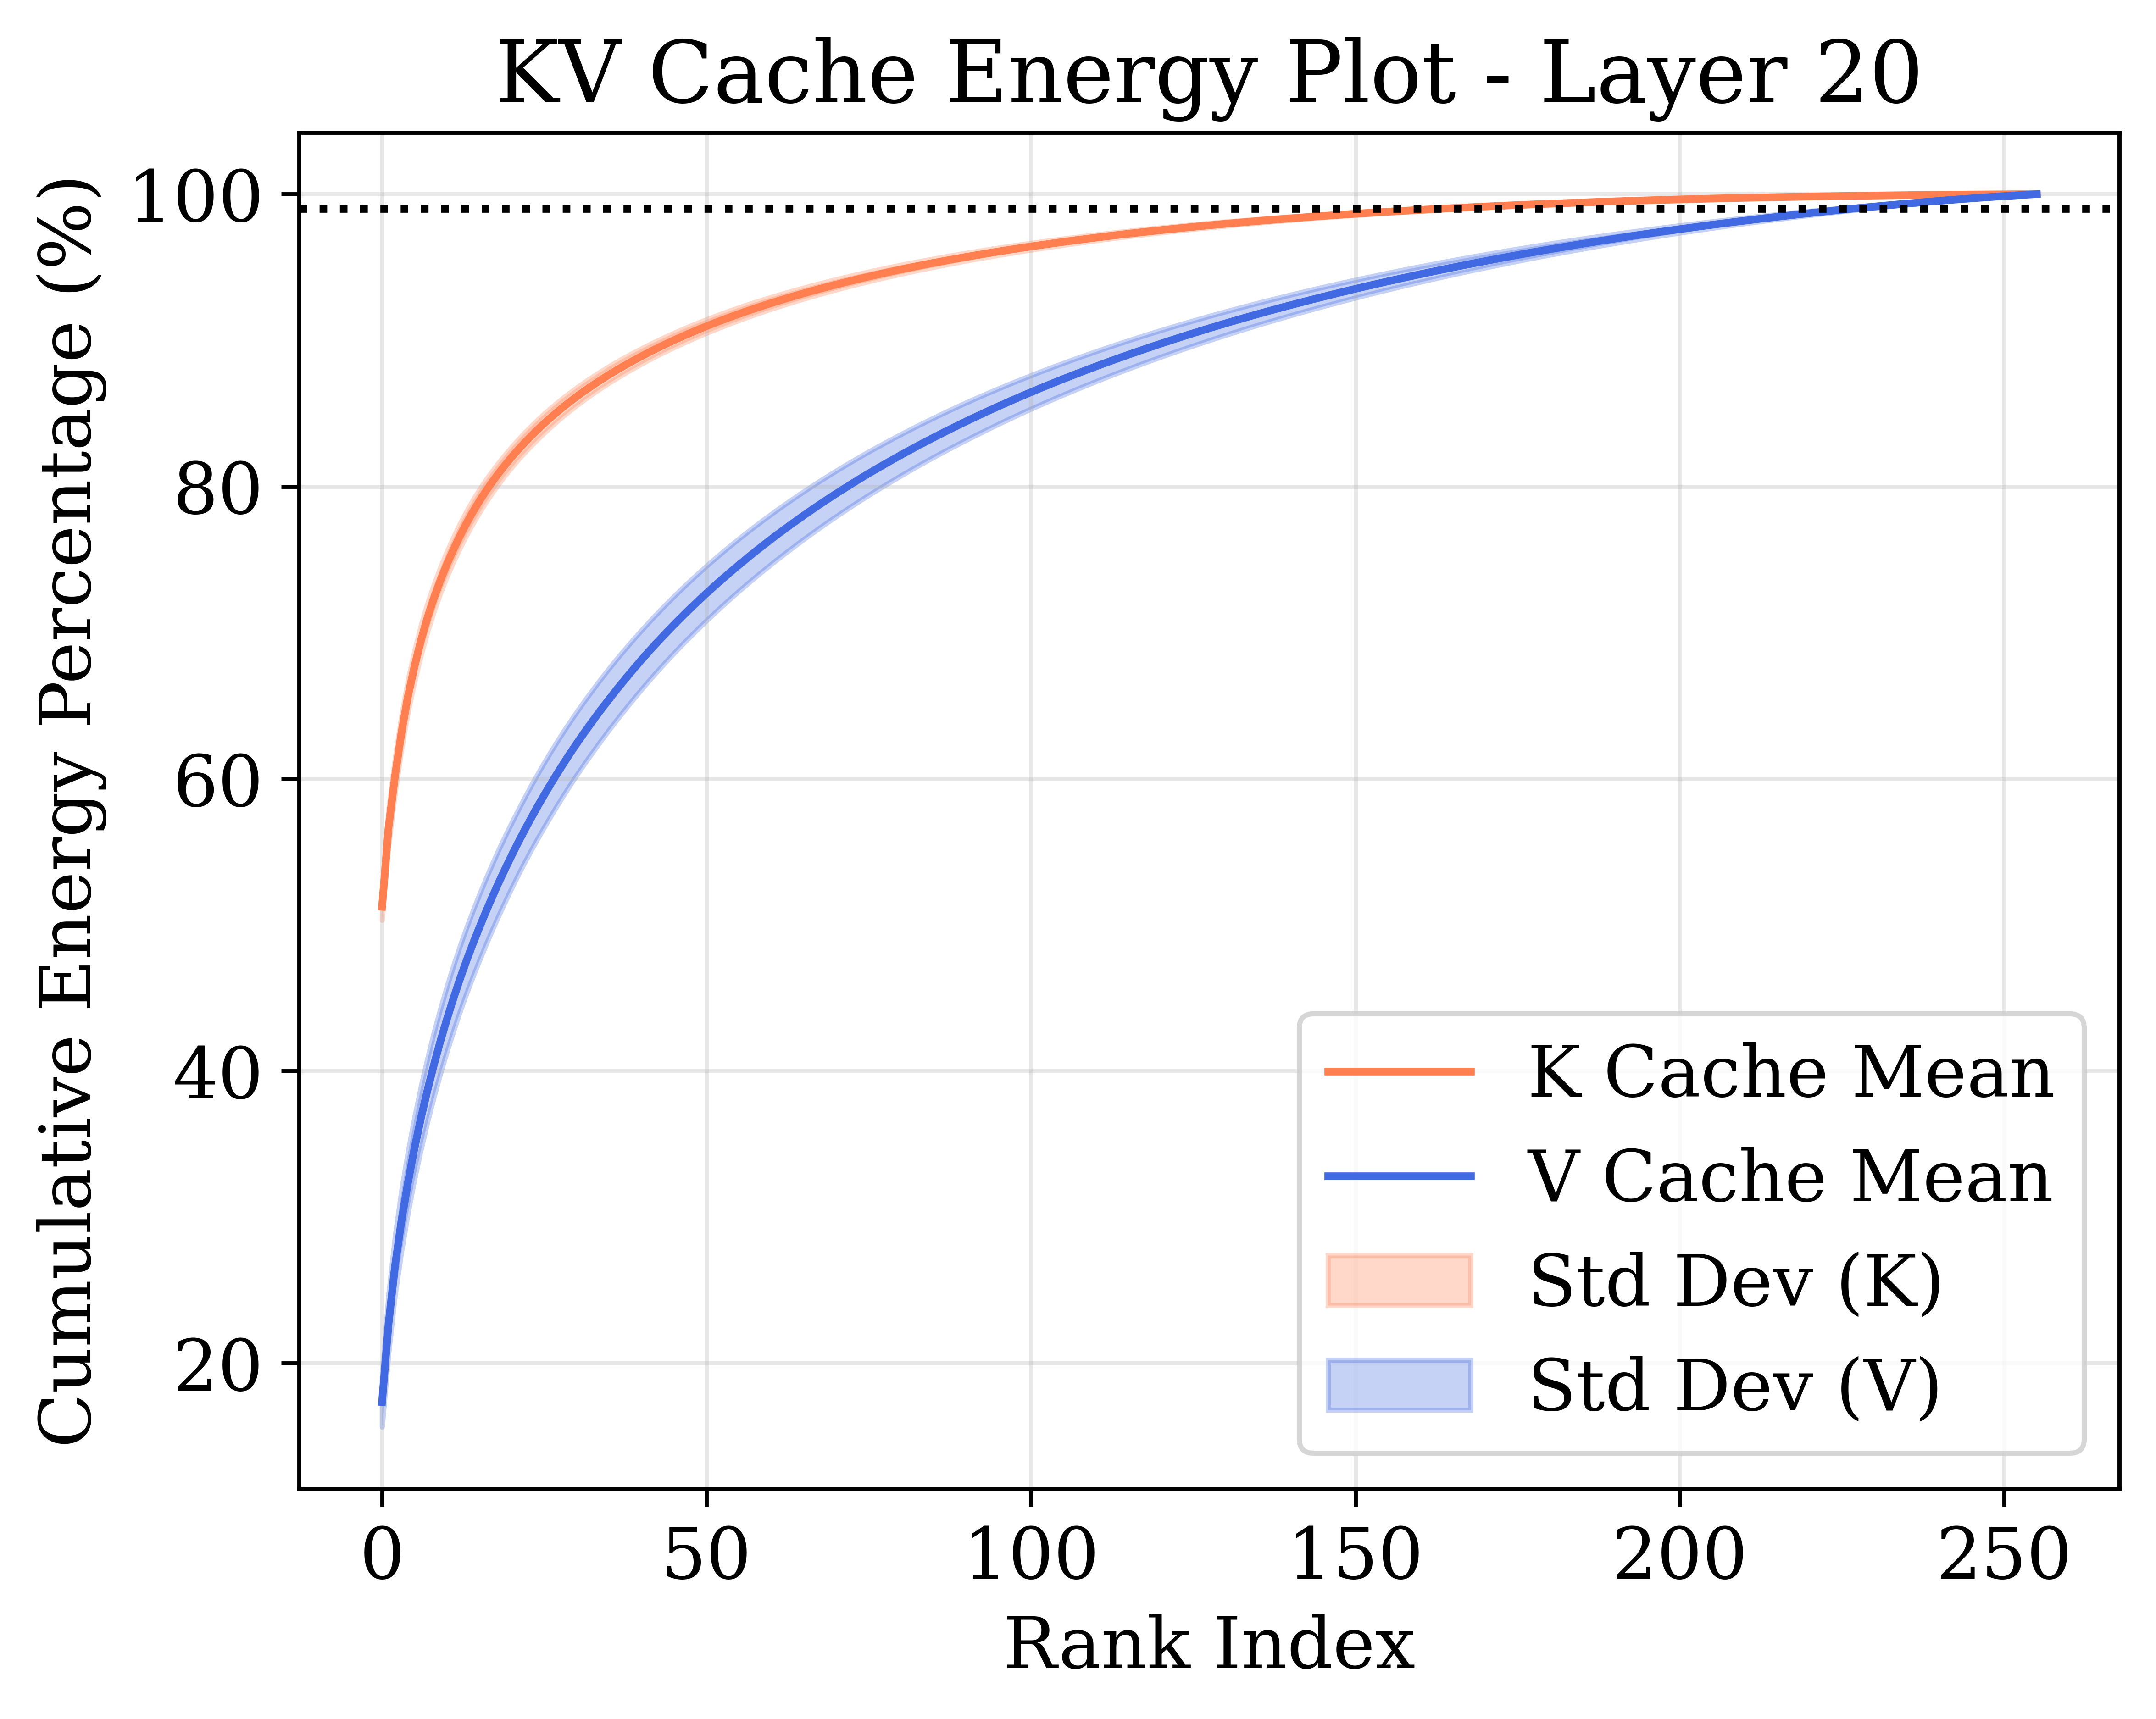 KV Cache Energy Plot - Layer 20
Cumulative Energy Percentage (%)
100
80
60
40
20
0
50
100
150
200
250
Rank Index
K Cache Mean
V Cache Mean
Std Dev (K)
Std Dev (V)